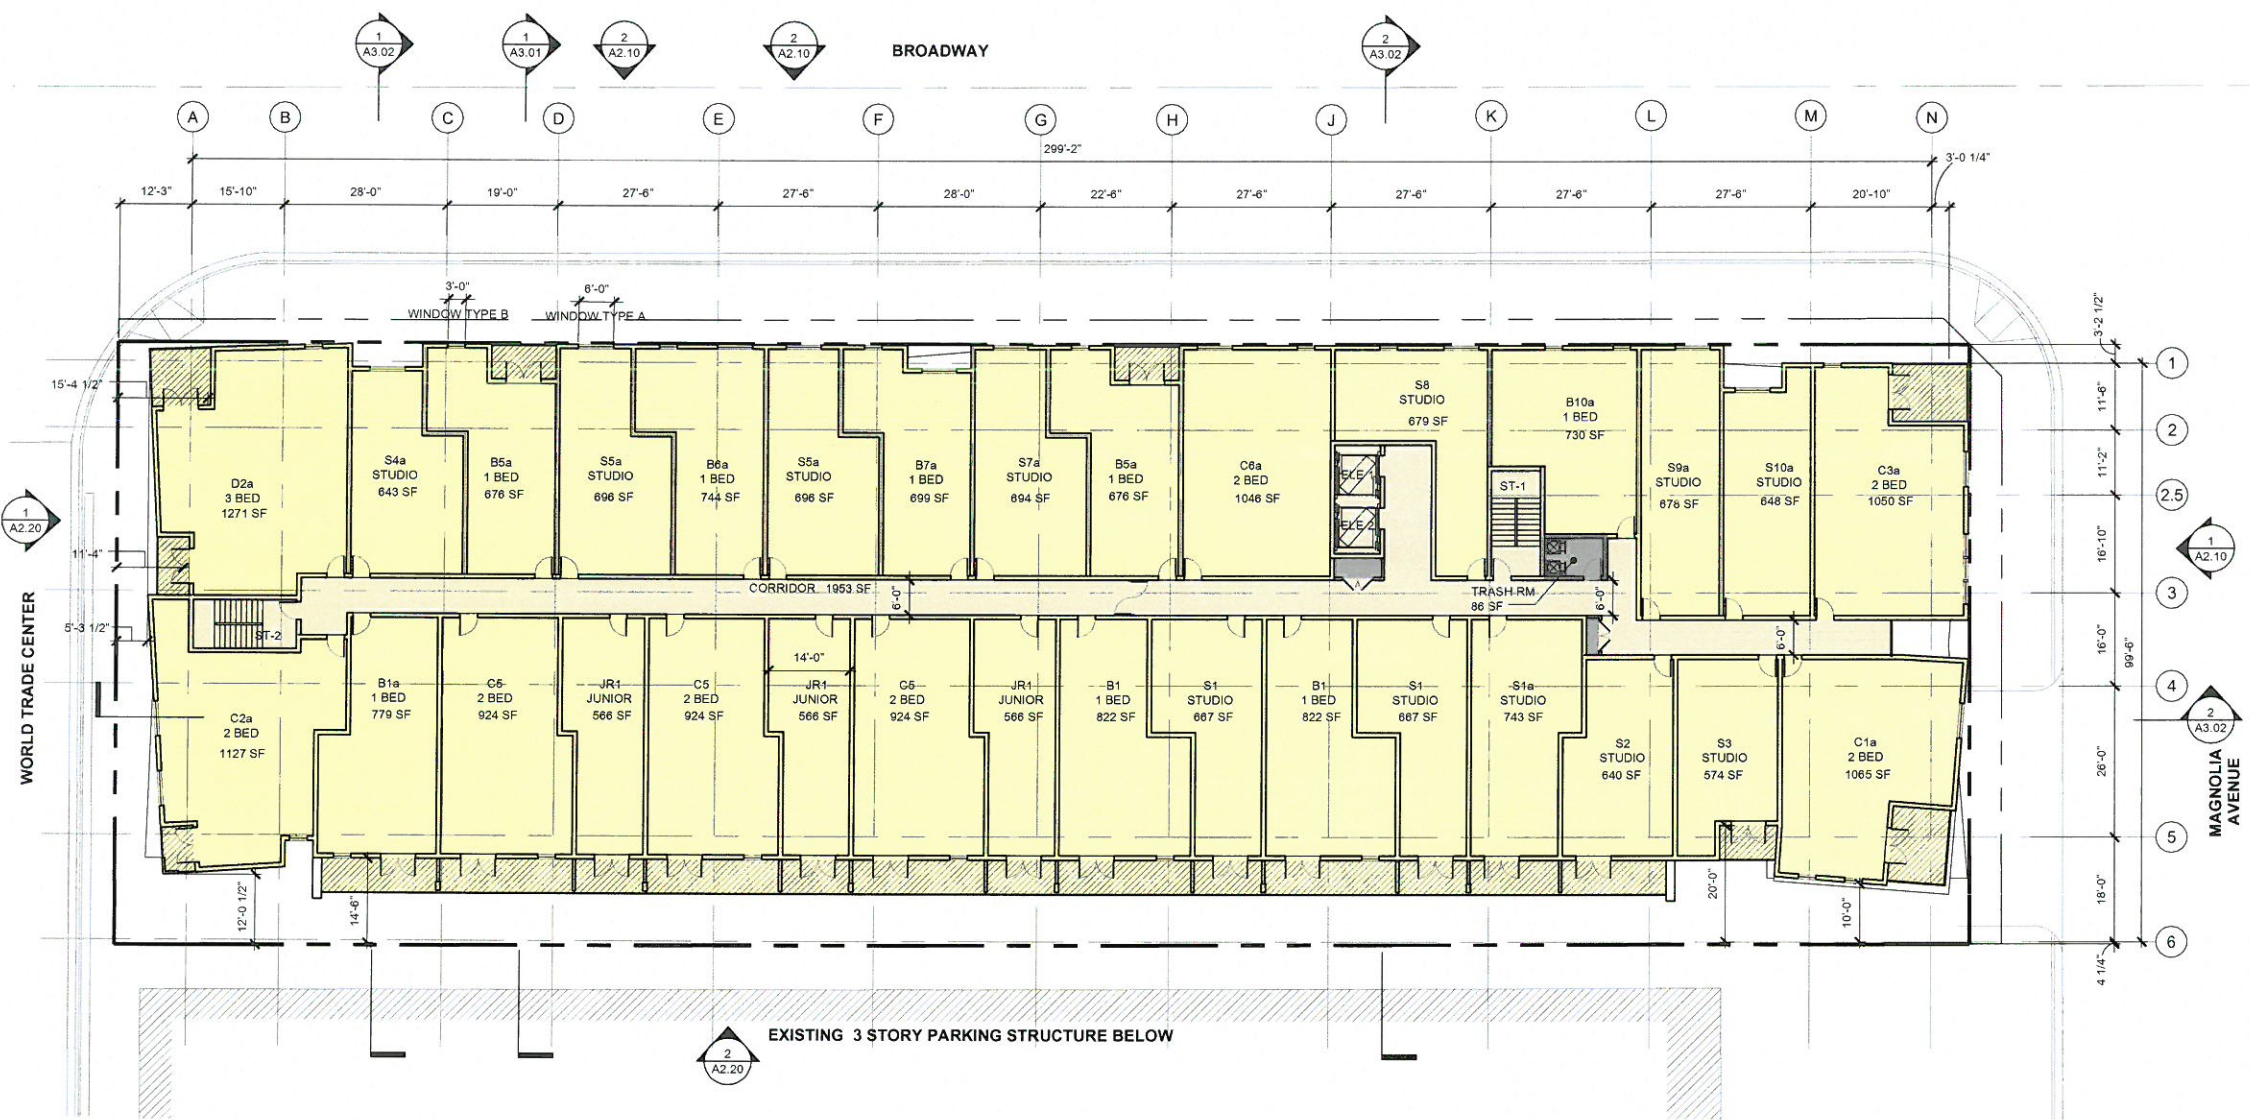 1
A3.02
1
A3.01
2
A2.10
2
A2.10
BROADWAY
2
A3.02
A
B
C
D
E
F
G
H
J
K
L
M
N
299'-2"
3'-0 1/4"
12'-3"
15'-10"
28'-0"
19'-0"
27'-6"
27'-6"
28'-0"
22'-6"
27'-6"
27'-6"
27'-6"
27'-6"
20'-10"
3'-0"
6'-0"
WINDOW TYPE B
WINDOW TYPE A
3'-2 1/2"
1
15'-4 1/2"
11'-6"
2
11'-2"
2.5
16'-10"
3
16'-0"
99'-6"
4
26'-0"
5
18'-0"
6
4 1/4"
D2a
3 BED
1271 SF
S4a
STUDIO
643 SF
B5a
1 BED
676 SF
S5a
STUDIO
696 SF
B6a
1 BED
744 SF
S5a
STUDIO
696 SF
B7a
1 BED
699 SF
S7a
STUDIO
694 SF
B5a
1 BED
676 SF
C6a
2 BED
1046 SF
S8
STUDIO
679 SF
ELE 1
ELE 2
B10a
1 BED
730 SF
ST-1
S9a
STUDIO
678 SF
S10a
STUDIO
648 SF
C3a
2 BED
1050 SF
1
A2.20
1
A2.10
11'-4"
CORRIDOR 1953 SF
6'-0"
TRASH RM
86 SF
6'-0"
6'-0"
5'-3 1/2"
ST-2
WORLD TRADE CENTER
14'-0"
C2a
2 BED
1127 SF
B1a
1 BED
779 SF
C5
2 BED
924 SF
JR1
JUNIOR
566 SF
C5
2 BED
924 SF
JR1
JUNIOR
566 SF
C5
2 BED
924 SF
JR1
JUNIOR
566 SF
B1
1 BED
822 SF
S1
STUDIO
667 SF
B1
1 BED
822 SF
S1
STUDIO
667 SF
S1a
STUDIO
743 SF
S2
STUDIO
640 SF
S3
STUDIO
574 SF
C1a
2 BED
1065 SF
2
A3.02
MAGNOLIA
AVENUE
12'-0 1/2"
14'-6"
20'-0"
10'-0"
EXISTING 3 STORY PARKING STRUCTURE BELOW
2
A2.20